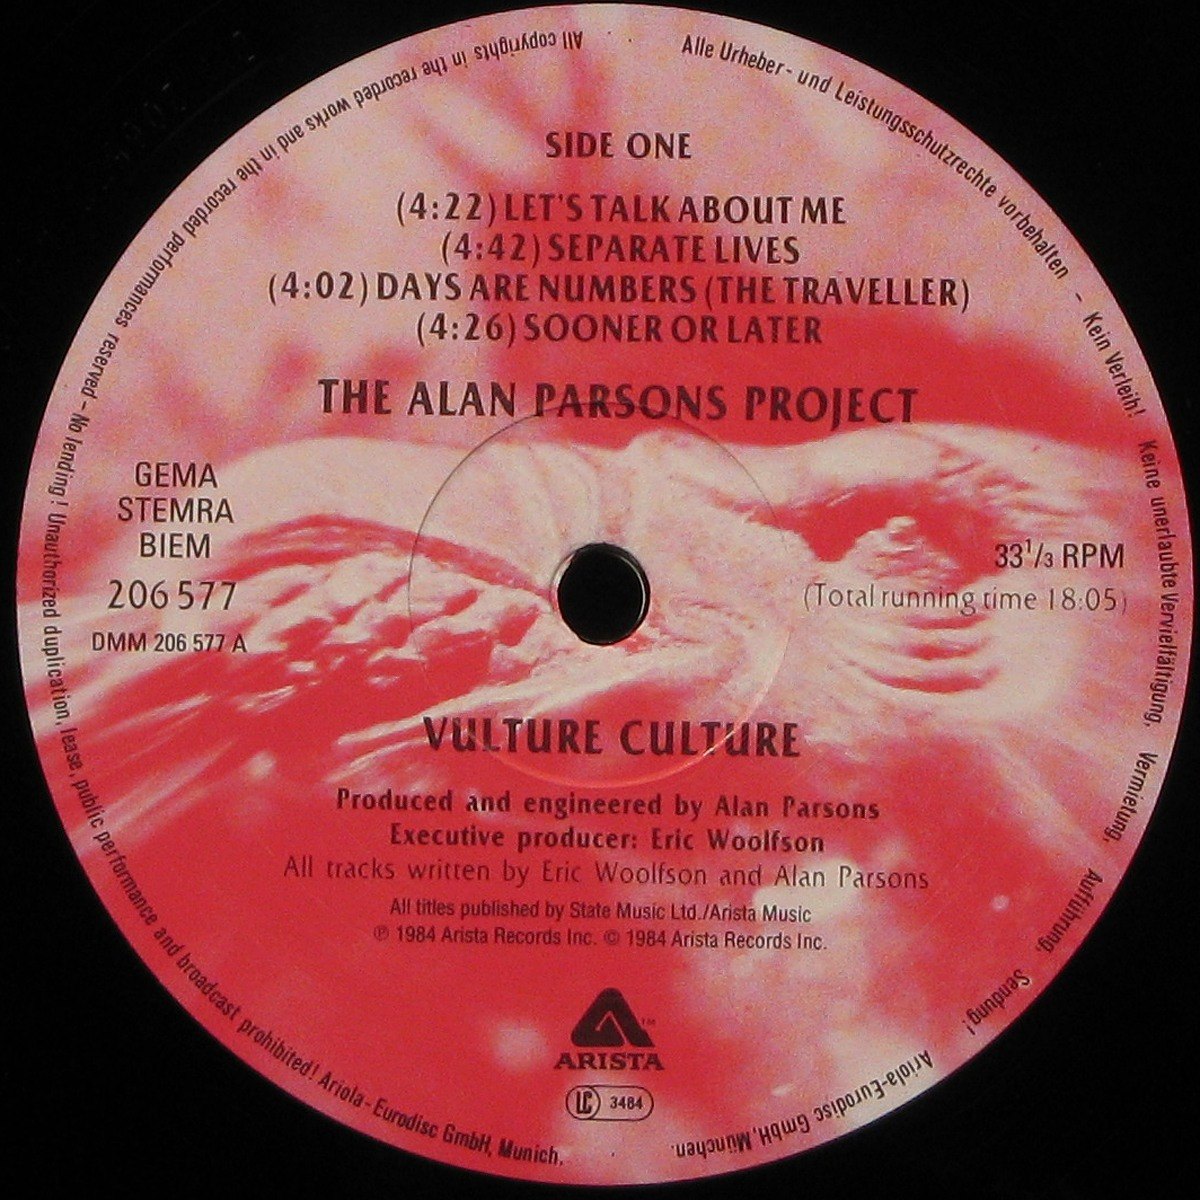 SIDE ONE
(4:22) LET'S TALK ABOUT ME
(4:42) SEPARATE LIVES
(4:02) DAYS ARE NUMBERS (THE TRAVELLER)
(4:26) SOONER OR LATER
THE ALAN PARSONS PROJECT
GEMA
STEMRA
BIEM
206 577
DMM 206 577 A
33 1/3 RPM
(Total running time 18:05)
VULTURE CULTURE
Produced and engineered by Alan Parsons
Executive producer: Eric Woolfson
All tracks written by Eric Woolfson and Alan Parsons
All titles published by State Music Ltd./Arista Music
℗ 1984 Arista Records Inc. © 1984 Arista Records Inc.
TM
ARISTA
LC 3484
Alle Urheber- und Leistungsschutzrechte vorbehalten - Kein Verleih! Keine unerlaubte Vervielfältigung, Vermietung, Aufführung, Sendung! Ariola-Eurodisc GmbH, München.
All copyrights in the recorded works and in the recorded performances reserved - No lending! Unauthorized duplication, lease, public performance and broadcast prohibited! Ariola-Eurodisc GmbH, Munich.